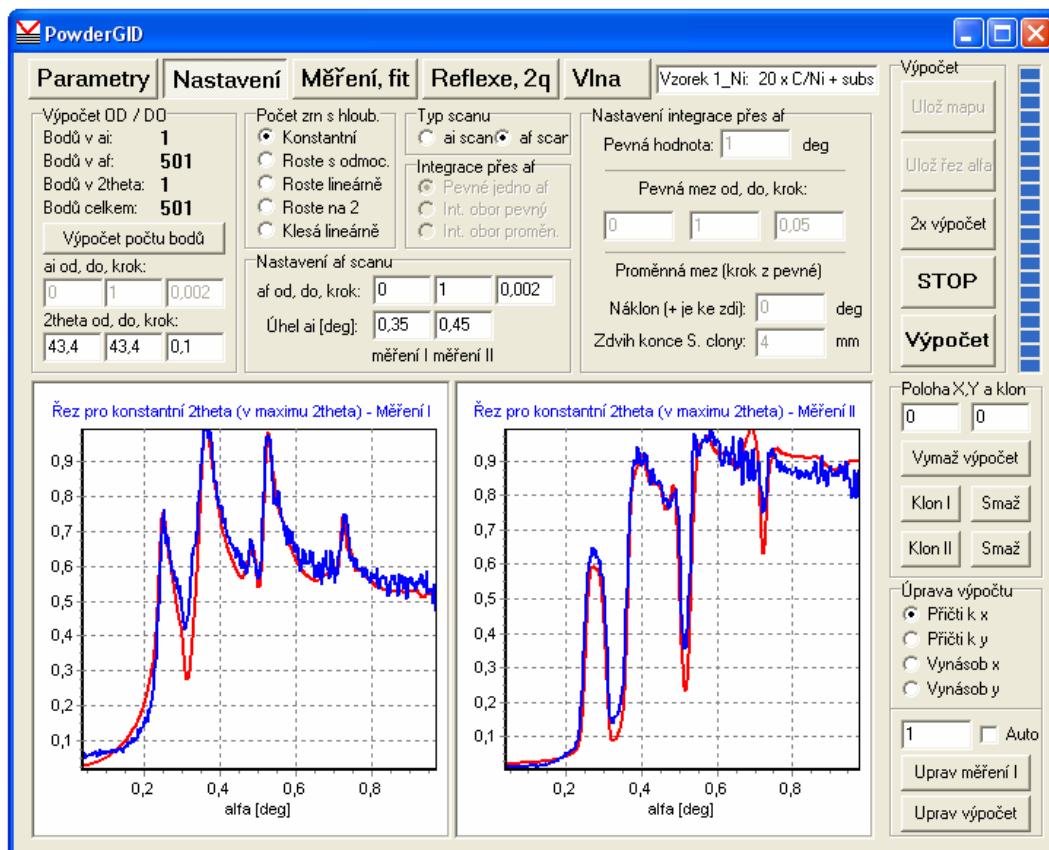 PowderGID
Parametry Nastavení Měření, fit Reflexe, 2q Vlna Vzorek 1_Ni: 20 x C/Ni + subs
Výpočet OD / DO
Bodů v ai: 1
Bodů v af: 501
Bodů v 2theta: 1
Bodů celkem: 501
Výpočet počtu bodů
ai od, do, krok:
0 1 0,002
2theta od, do, krok:
43,4 43,4 0,1
Počet zrn s hloub.
Konstantní
Roste s odmoc.
Roste lineárně
Roste na 2
Klesá lineárně
Typ scanu
ai scan af scar
Integrace přes af
Pevné jedno af
Int. obor pevný
Int. obor proměn.
Nastavení af scanu
af od, do, krok: 0 1 0,002
Úhel ai [deg]: 0,35 0,45
měření I měření II
Nastavení integrace přes af
Pevná hodnota: 1 deg
Pevná mez od, do, krok:
0 1 0,05
Proměnná mez (krok z pevné)
Náklon (+ je ke zdi): 0 deg
Zdvih konce S. clony: 4 mm
Výpočet
Ulož mapu
Ulož řez alfa
2x výpočet
STOP
Výpočet
Řez pro konstantní 2theta (v maximu 2theta) - Měření I
0,9
0,8
0,7
0,6
0,5
0,4
0,3
0,2
0,1
0,2 0,4 0,6 0,8
alfa [deg]
Řez pro konstantní 2theta (v maximu 2theta) - Měření II
0,9
0,8
0,7
0,6
0,5
0,4
0,3
0,2
0,1
0,2 0,4 0,6 0,8
alfa [deg]
Poloha X,Y a klon
0 0
Vymaž výpočet
Klon I Smaž
Klon II Smaž
Úprava výpočtu
Přičti k x
Přičti k y
Vynásob x
Vynásob y
1 Auto
Uprav měření I
Uprav výpočet